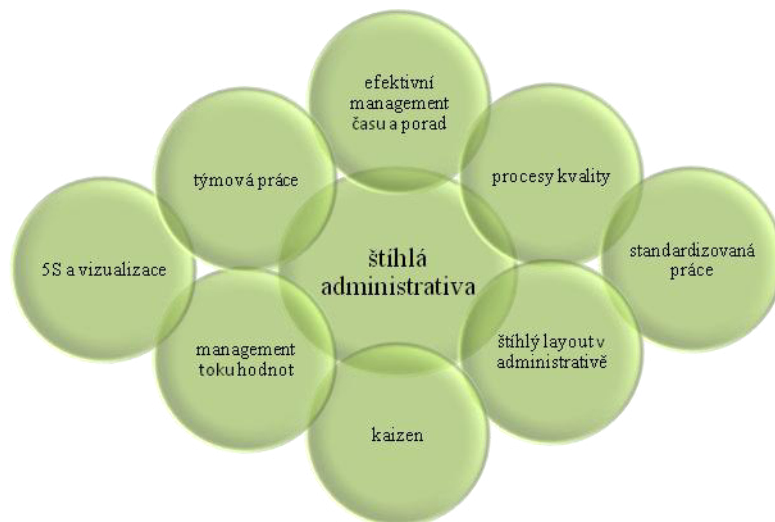 efektivní
management
času a porad
týmová práce
procesy kvality
5S a vizualizace
štíhlá
administrativa
standardizovaná
práce
management
toku hodnot
štíhlý layout v
administrativě
kaizen